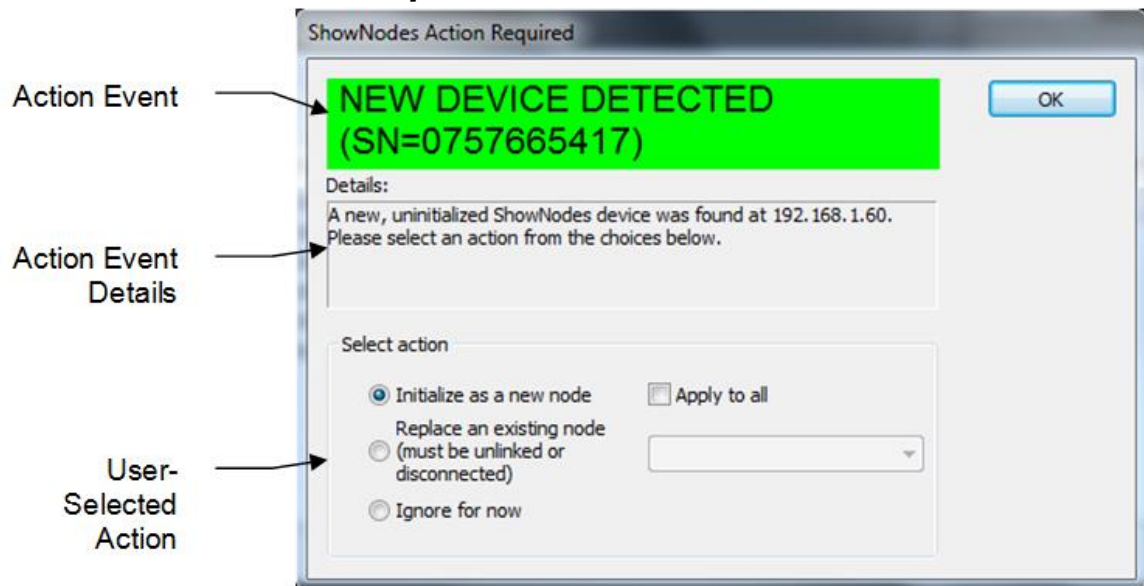 ShowNodes Action Required
Action Event
NEW DEVICE DETECTED
(SN=0757665417)
OK
Details:
A new, uninitialized ShowNodes device was found at 192.168.1.60.
Please select an action from the choices below.
Action Event
Details
Select action
Initialize as a new node
Apply to all
Replace an existing node
(must be unlinked or
disconnected)
Ignore for now
User-
Selected
Action